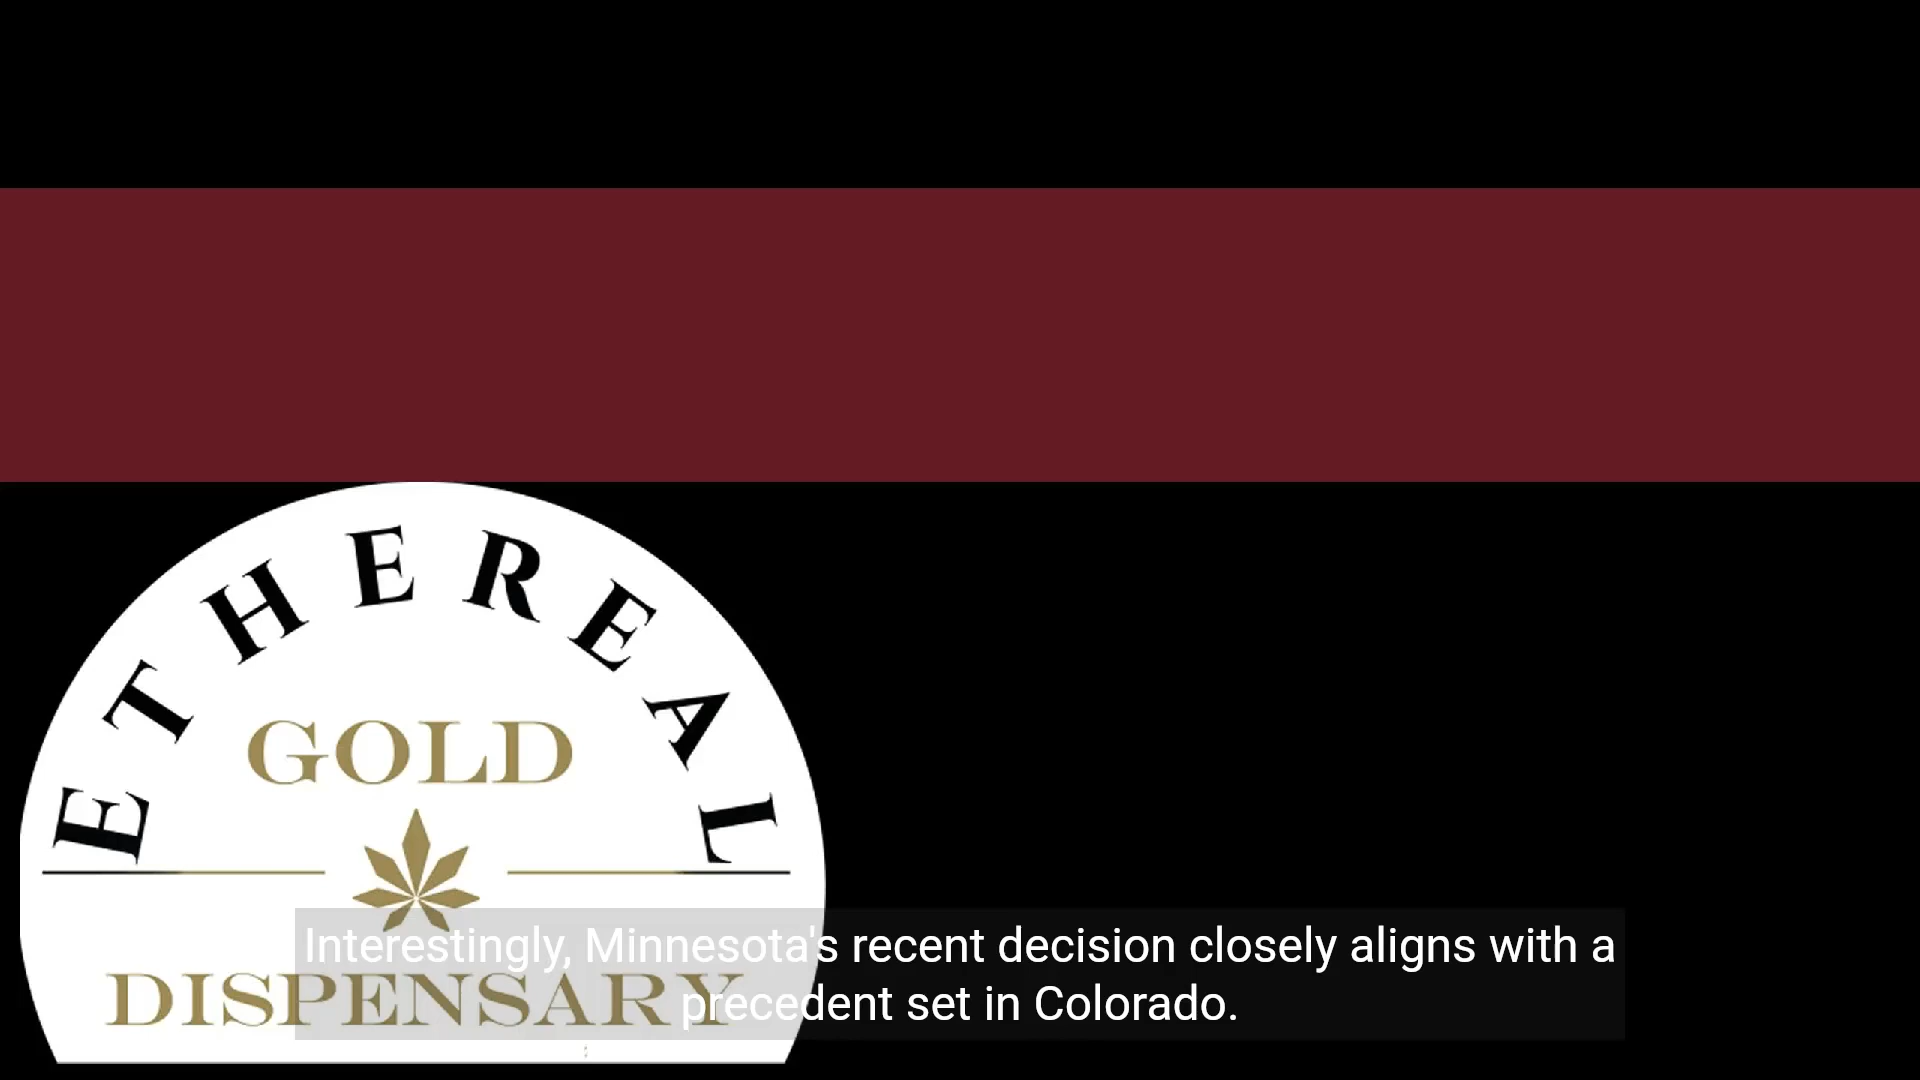 ETHEREAL
GOLD
DISPENSARY
Interestingly, Minnesota's recent decision closely aligns with a
precedent set in Colorado.